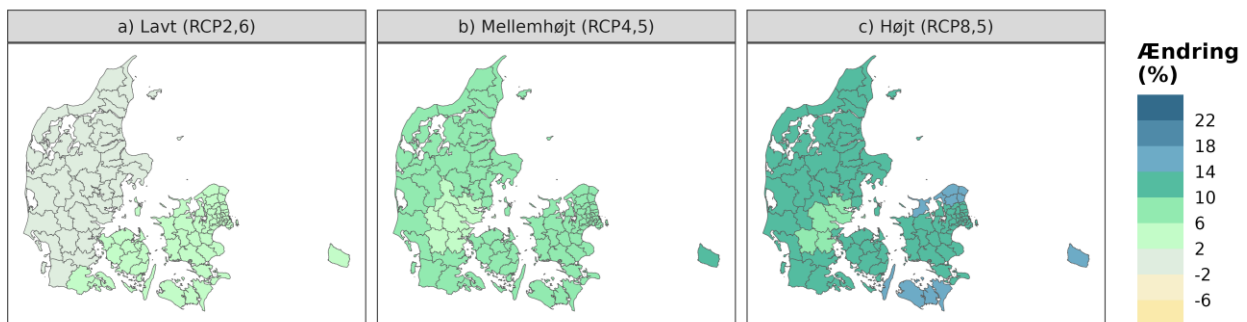 a) Lavt (RCP2,6)
b) Mellemhøjt (RCP4,5)
c) Højt (RCP8,5)
Ændring
(%)
22
18
14
10
6
2
-2
-6